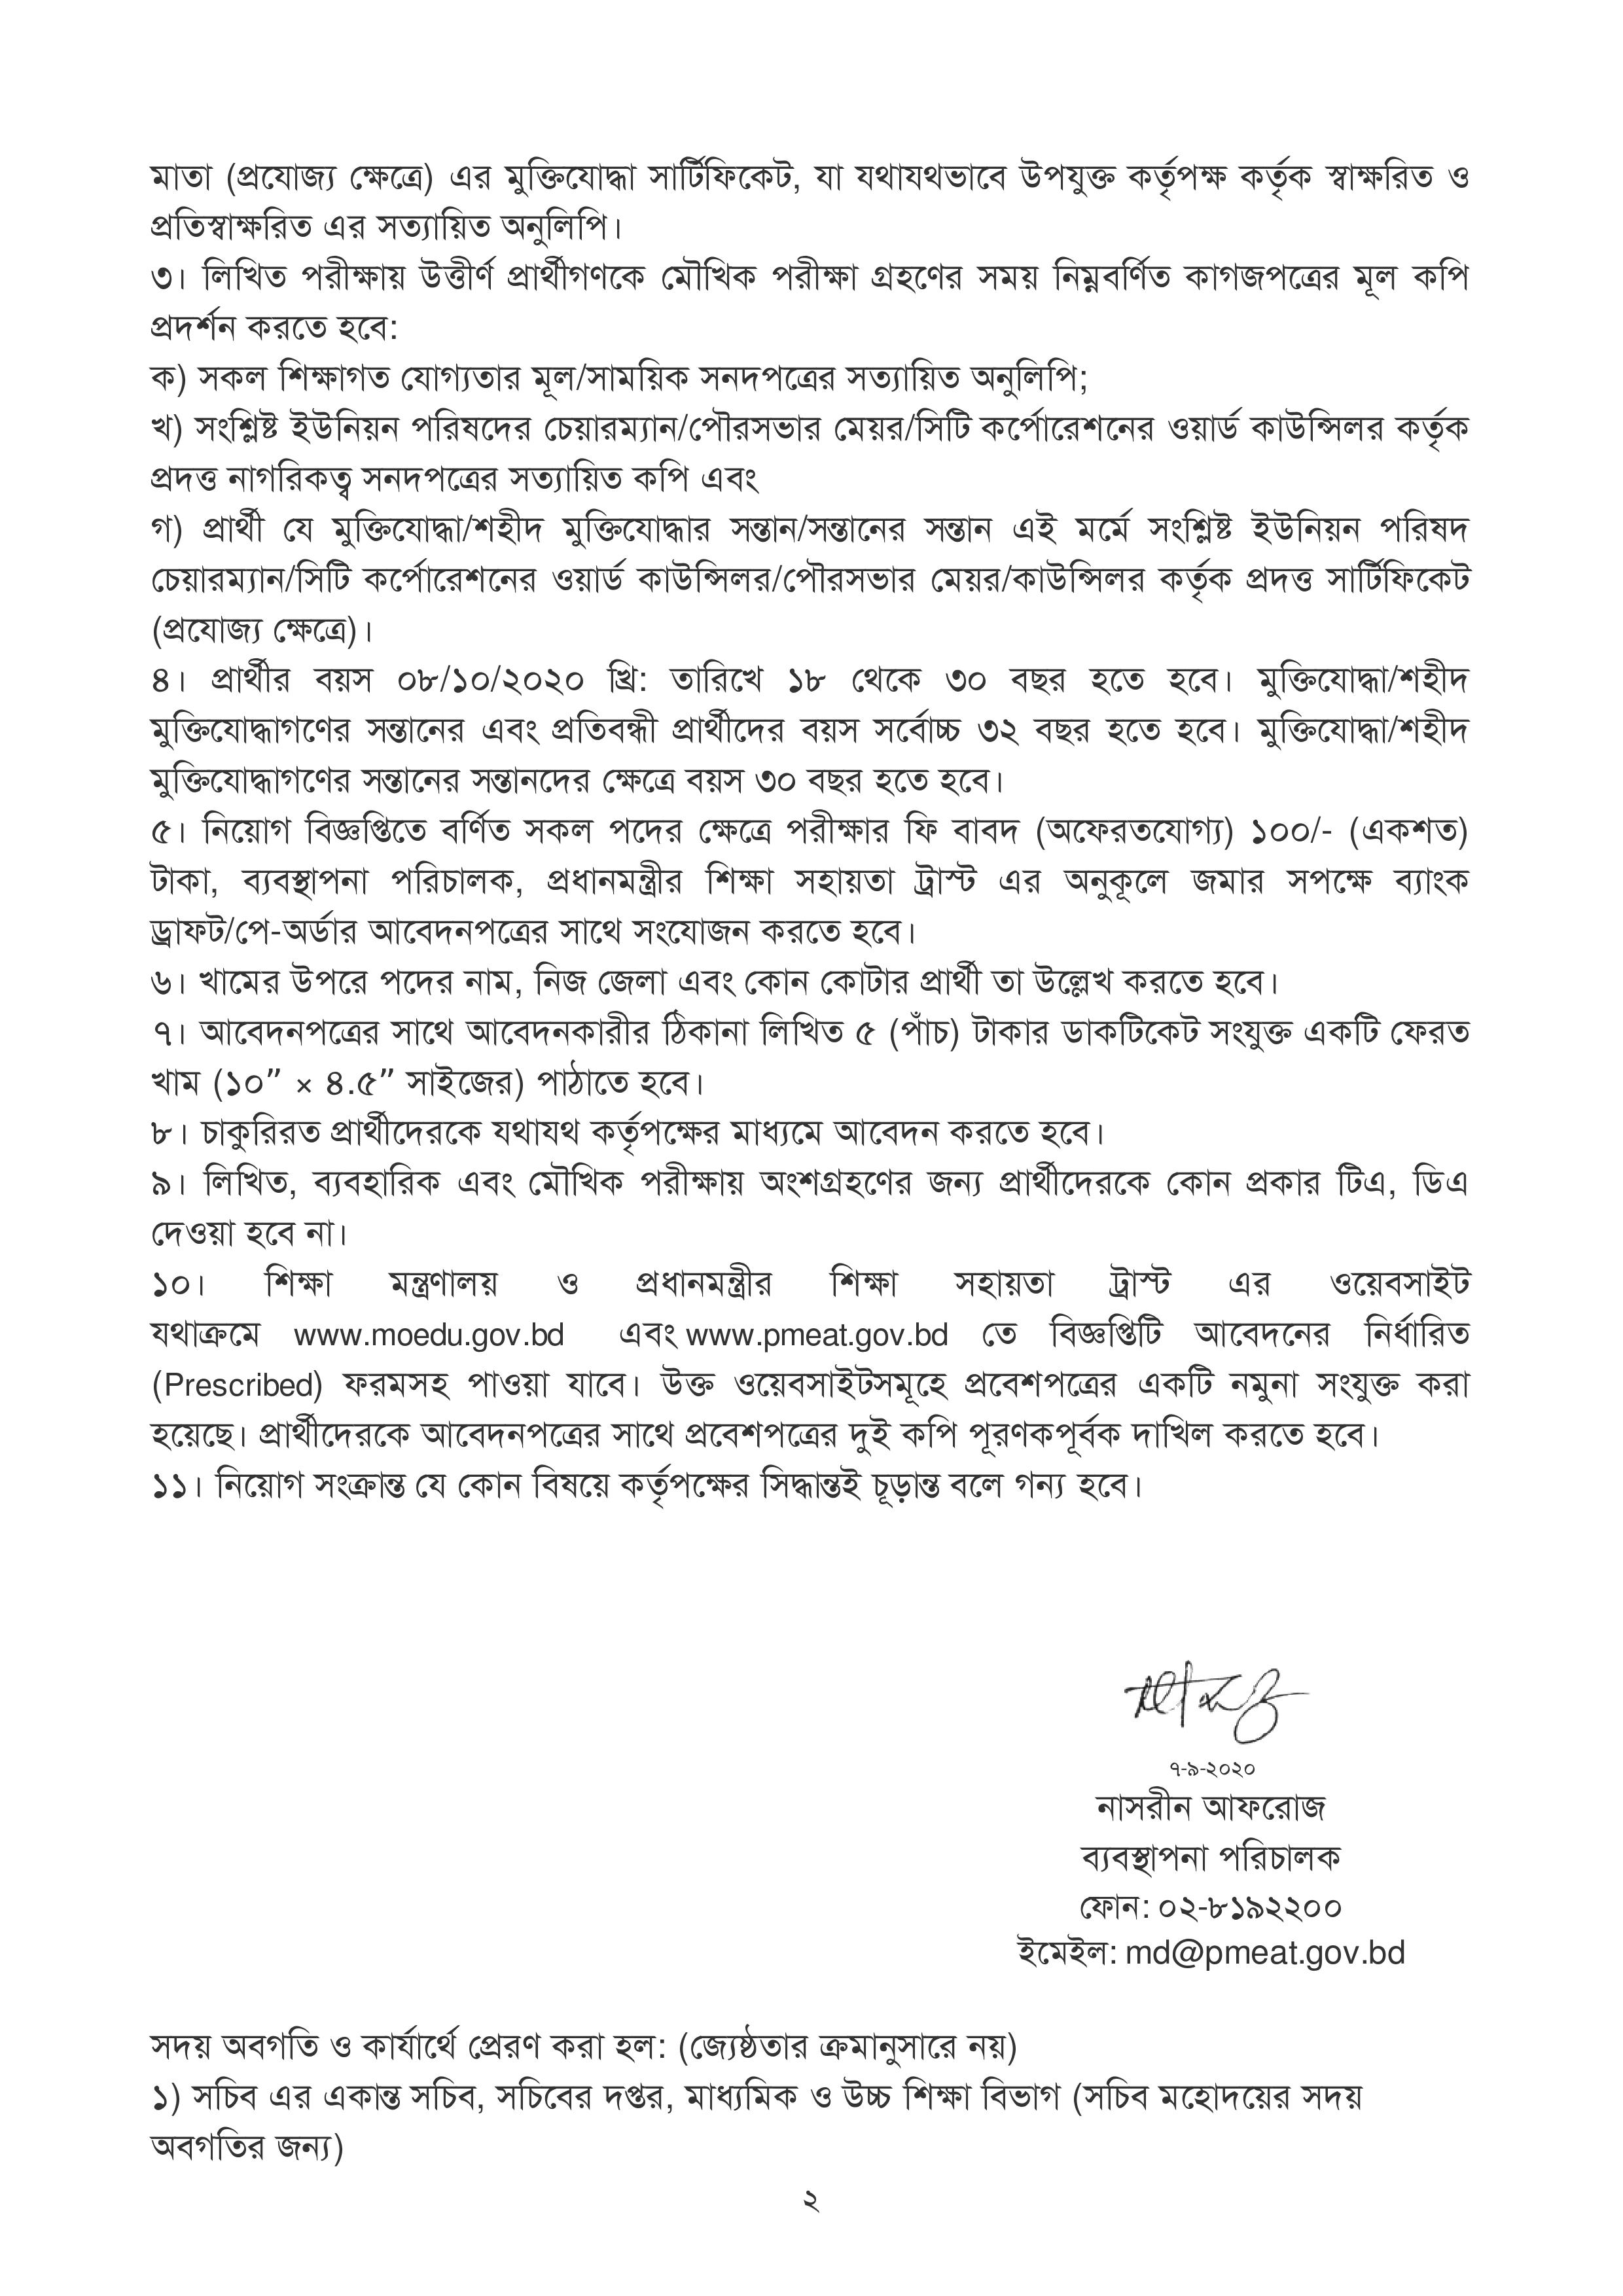 মাতা (প্রযোজ্য ক্ষেত্রে) এর মুক্তিযোদ্ধা সার্টিফিকেট, যা যথাযথভাবে উপযুক্ত কর্তৃপক্ষ কর্তৃক স্বাক্ষরিত ও
প্রতিস্বাক্ষরিত এর সত্যায়িত অনুলিপি।
৩। লিখিত পরীক্ষায় উত্তীর্ণ প্রার্থীগণকে মৌখিক পরীক্ষা গ্রহণের সময় নিম্নবর্ণিত কাগজপত্রের মূল কপি
প্রদর্শন করতে হবে:
ক) সকল শিক্ষাগত যোগ্যতার মূল/সাময়িক সনদপত্রের সত্যায়িত অনুলিপি;
খ) সংশ্লিষ্ট ইউনিয়ন পরিষদের চেয়ারম্যান/পৌরসভার মেয়র/সিটি কর্পোরেশনের ওয়ার্ড কাউন্সিলর কর্তৃক
প্রদত্ত নাগরিকত্ব সনদপত্রের সত্যায়িত কপি এবং
গ) প্রার্থী যে মুক্তিযোদ্ধা/শহীদ মুক্তিযোদ্ধার সন্তান/সন্তানের সন্তান এই মর্মে সংশ্লিষ্ট ইউনিয়ন পরিষদ
চেয়ারম্যান/সিটি কর্পোরেশনের ওয়ার্ড কাউন্সিলর/পৌরসভার মেয়র/কাউন্সিলর কর্তৃক প্রদত্ত সার্টিফিকেট
(প্রযোজ্য ক্ষেত্রে)।
৪। প্রার্থীর বয়স ০৮/১০/২০২০ খ্রি: তারিখে ১৮ থেকে ৩০ বছর হতে হবে। মুক্তিযোদ্ধা/শহীদ
মুক্তিযোদ্ধাগণের সন্তানের এবং প্রতিবন্ধী প্রার্থীদের বয়স সর্বোচ্চ ৩২ বছর হতে হবে। মুক্তিযোদ্ধা/শহীদ
মুক্তিযোদ্ধাগণের সন্তানের সন্তানদের ক্ষেত্রে বয়স ৩০ বছর হতে হবে।
৫। নিয়োগ বিজ্ঞপ্তিতে বর্ণিত সকল পদের ক্ষেত্রে পরীক্ষার ফি বাবদ (অফেরতযোগ্য) ১০০/- (একশত)
টাকা, ব্যবস্থাপনা পরিচালক, প্রধানমন্ত্রীর শিক্ষা সহায়তা ট্রাস্ট এর অনুকূলে জমার সপক্ষে ব্যাংক
ড্রাফট/পে-অর্ডার আবেদনপত্রের সাথে সংযোজন করতে হবে।
৬। খামের উপরে পদের নাম, নিজ জেলা এবং কোন কোটার প্রার্থী তা উল্লেখ করতে হবে।
৭। আবেদনপত্রের সাথে আবেদনকারীর ঠিকানা লিখিত ৫ (পাঁচ) টাকার ডাকটিকেট সংযুক্ত একটি ফেরত
খাম (১০” × ৪.৫” সাইজের) পাঠাতে হবে।
৮। চাকুরিরত প্রার্থীদেরকে যথাযথ কর্তৃপক্ষের মাধ্যমে আবেদন করতে হবে।
৯। লিখিত, ব্যবহারিক এবং মৌখিক পরীক্ষায় অংশগ্রহণের জন্য প্রার্থীদেরকে কোন প্রকার টিএ, ডিএ
দেওয়া হবে না।
১০। শিক্ষা মন্ত্রণালয় ও প্রধানমন্ত্রীর শিক্ষা সহায়তা ট্রাস্ট এর ওয়েবসাইট
যথাক্রমে www.moedu.gov.bd এবং www.pmeat.gov.bd তে বিজ্ঞপ্তিটি আবেদনের নির্ধারিত
(Prescribed) ফরমসহ পাওয়া যাবে। উক্ত ওয়েবসাইটসমূহে প্রবেশপত্রের একটি নমুনা সংযুক্ত করা
হয়েছে। প্রার্থীদেরকে আবেদনপত্রের সাথে প্রবেশপত্রের দুই কপি পূরণকপূর্বক দাখিল করতে হবে।
১১। নিয়োগ সংক্রান্ত যে কোন বিষয়ে কর্তৃপক্ষের সিদ্ধান্তই চূড়ান্ত বলে গন্য হবে।
৭-৯-২০২০
নাসরীন আফরোজ
ব্যবস্থাপনা পরিচালক
ফোন: ০২-৮১৯২২০০
ইমেইল: md@pmeat.gov.bd
সদয় অবগতি ও কার্যার্থে প্রেরণ করা হল: (জ্যেষ্ঠতার ক্রমানুসারে নয়)
১) সচিব এর একান্ত সচিব, সচিবের দপ্তর, মাধ্যমিক ও উচ্চ শিক্ষা বিভাগ (সচিব মহোদয়ের সদয়
অবগতির জন্য)
২